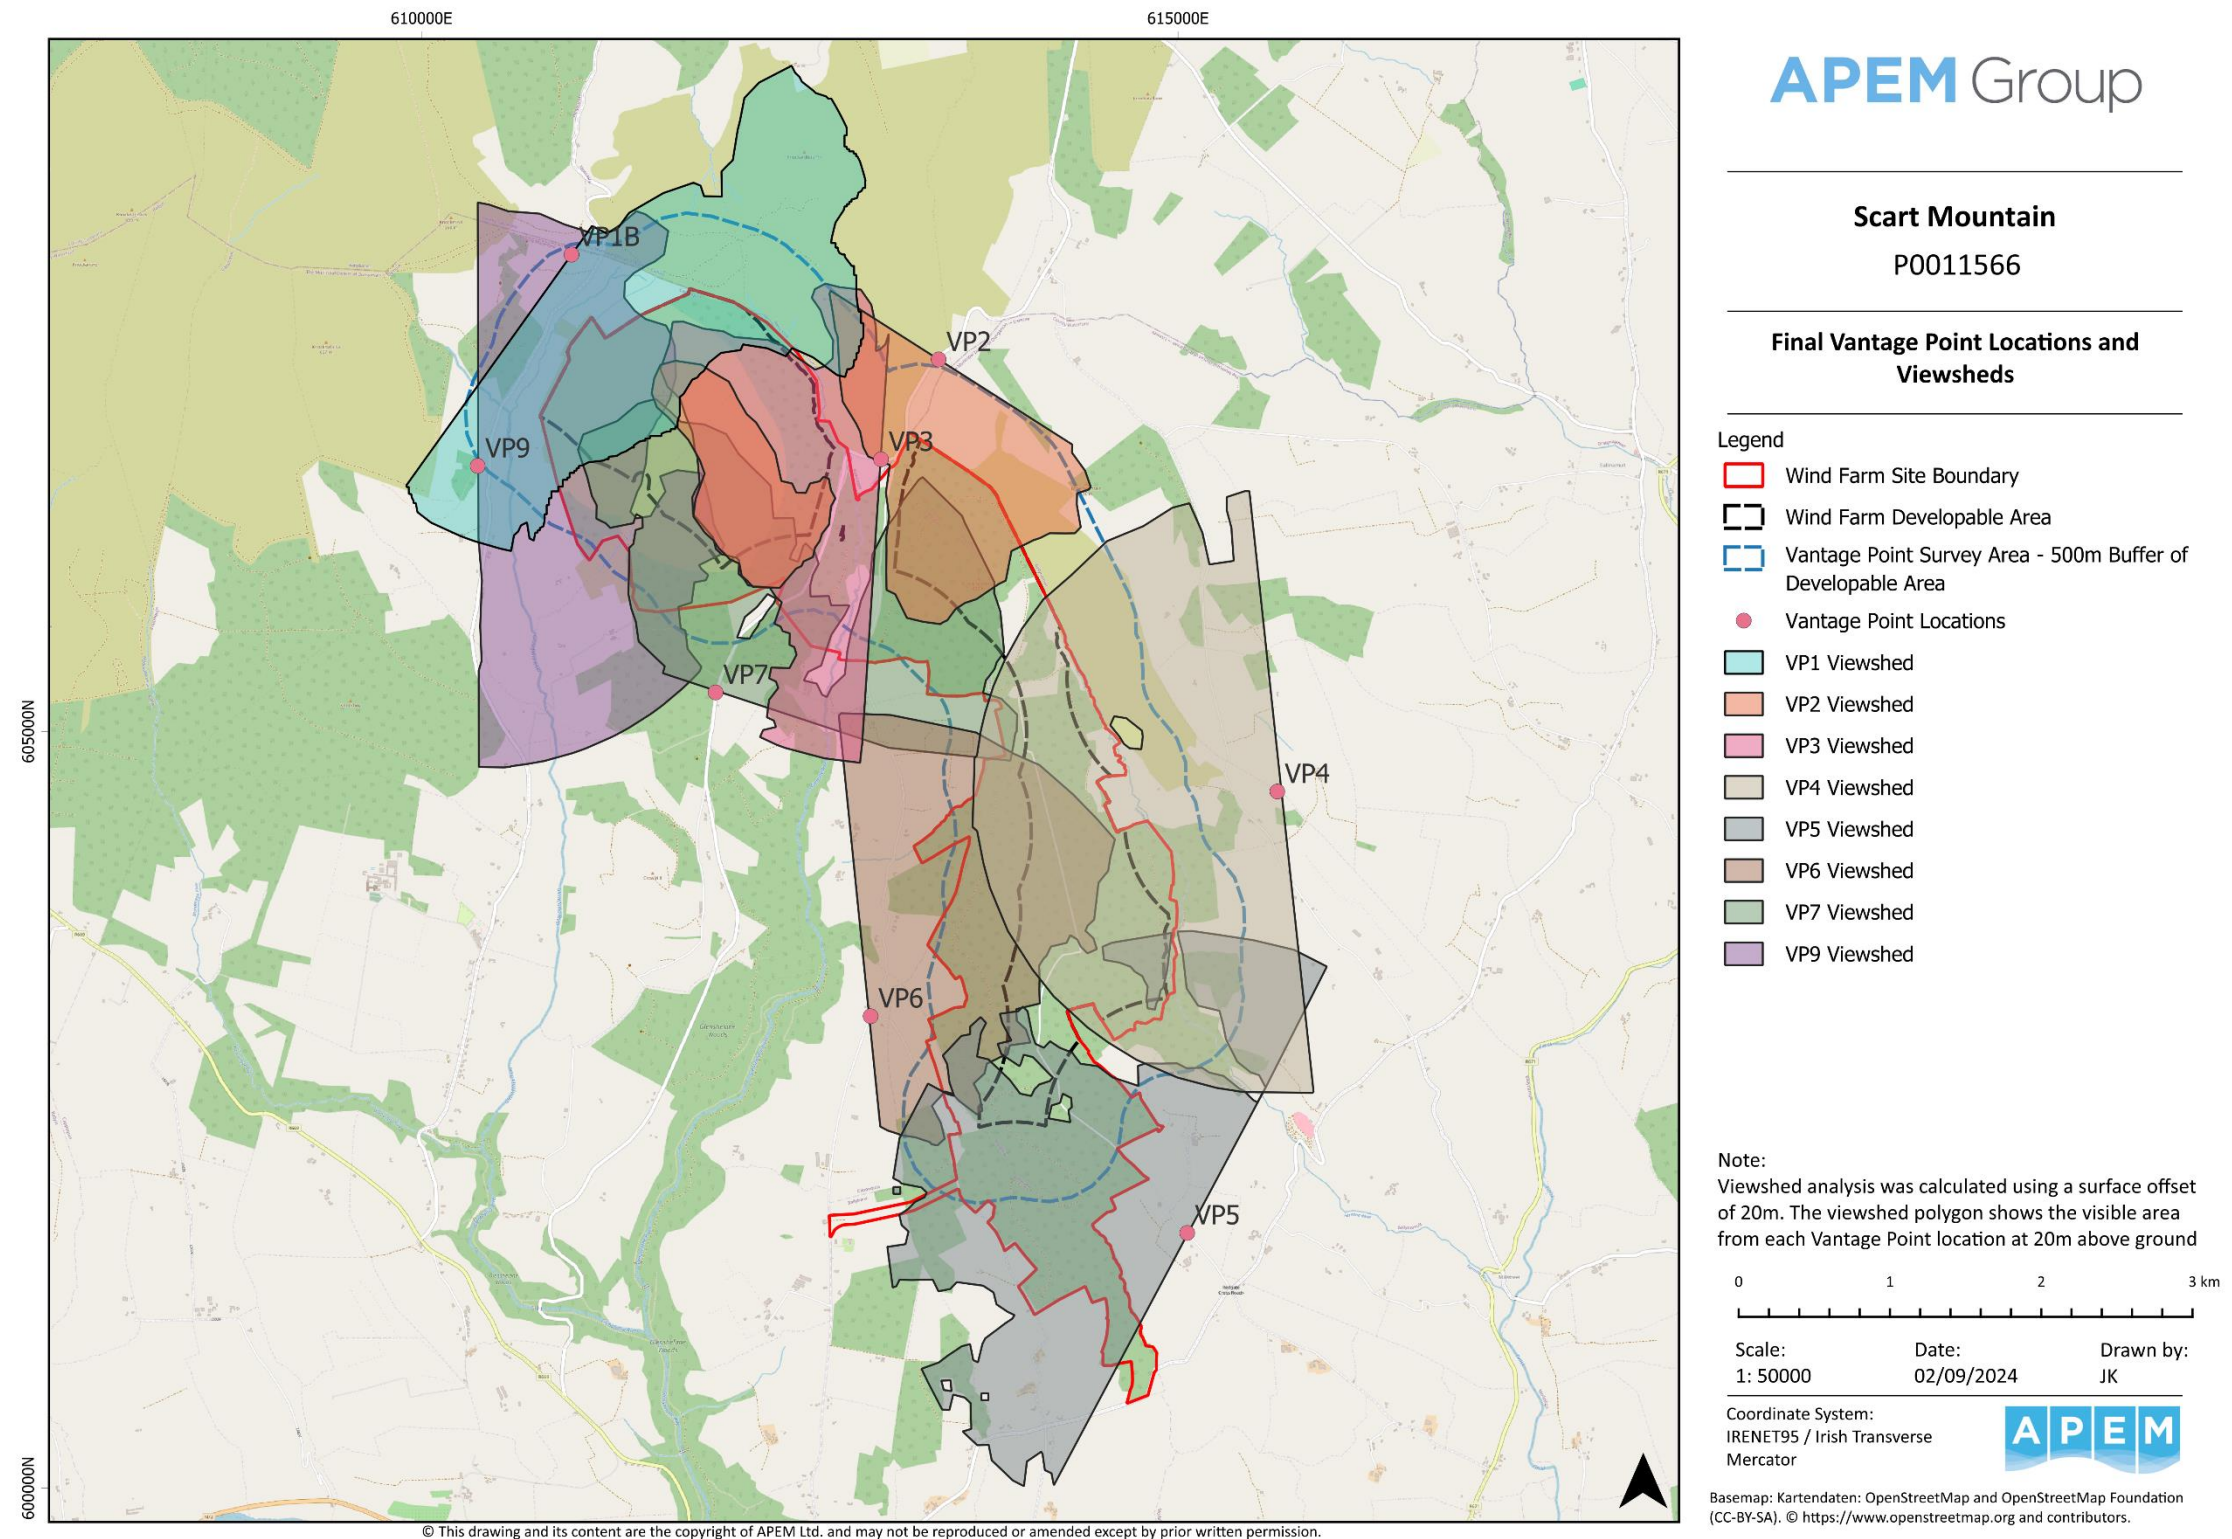 610000E
615000E
605000N
600000N
VP1B
VP2
VP9
VP3
VP7
VP4
VP6
VP5
APEM Group
Scart Mountain
P0011566
Final Vantage Point Locations and
Viewsheds
Legend
Wind Farm Site Boundary
Wind Farm Developable Area
Vantage Point Survey Area - 500m Buffer of
Developable Area
Vantage Point Locations
VP1 Viewshed
VP2 Viewshed
VP3 Viewshed
VP4 Viewshed
VP5 Viewshed
VP6 Viewshed
VP7 Viewshed
VP9 Viewshed
Note:
Viewshed analysis was calculated using a surface offset
of 20m. The viewshed polygon shows the visible area
from each Vantage Point location at 20m above ground
0 1 2 3 km
Scale: Date: Drawn by:
1: 50000 02/09/2024 JK
Coordinate System:
IRENET95 / Irish Transverse
Mercator
APEM
Basemap: Kartendaten: OpenStreetMap and OpenStreetMap Foundation
(CC-BY-SA). © https://www.openstreetmap.org and contributors.
© This drawing and its content are the copyright of APEM Ltd. and may not be reproduced or amended except by prior written permission.